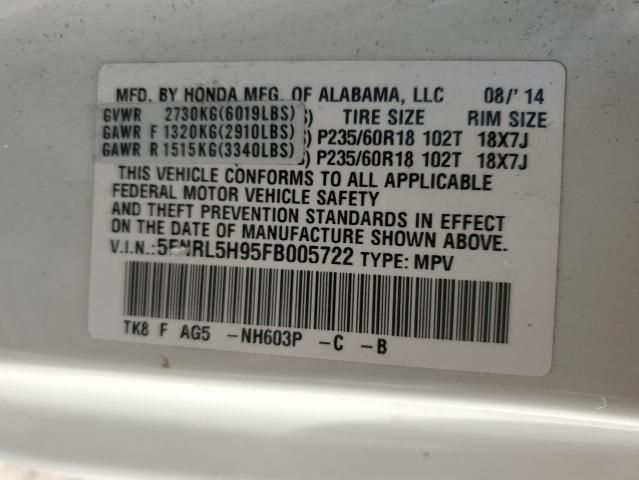 MFD. BY HONDA MFG. OF ALABAMA, LLC 08/'14
GVWR 2730KG(6019LBS) TIRE SIZE RIM SIZE
GAWR F 1320KG(2910LBS) S) P235/60R18 102T 18X7J
GAWR R 1515KG(3340LBS) S) P235/60R18 102T 18X7J
THIS VEHICLE CONFORMS TO ALL APPLICABLE
FEDERAL MOTOR VEHICLE SAFETY
AND THEFT PREVENTION STANDARDS IN EFFECT
ON THE DATE OF MANUFACTURE SHOWN ABOVE.
V.I.N.:5FNRL5H95FB005722 TYPE: MPV
TK8 F AG5 -NH603P -C -B